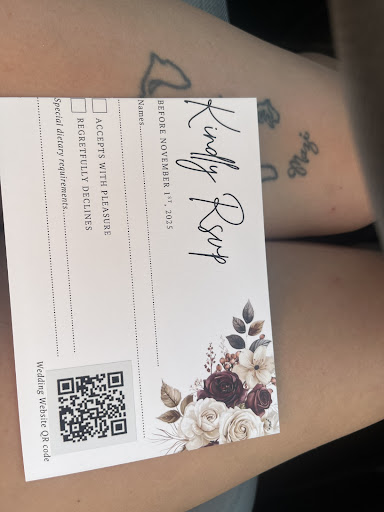 Kindly Rsvp
BEFORE NOVEMBER 1ST, 2025
Names
ACCEPTS WITH PLEASURE
REGRETFULLY DECLINES
Special dietary requirements
Wedding Website QR code